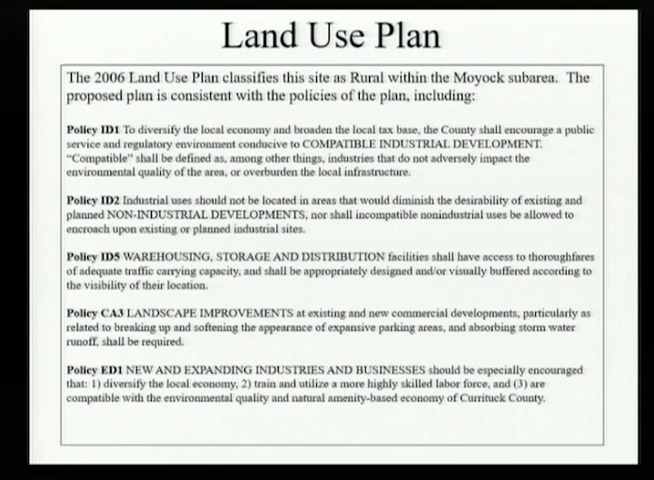 Land Use Plan
The 2006 Land Use Plan classifies this site as Rural within the Moyock subarea. The
proposed plan is consistent with the policies of the plan, including:
Policy ID1 To diversify the local economy and broaden the local tax base, the County shall encourage a public
service and regulatory environment conducive to COMPATIBLE INDUSTRIAL DEVELOPMENT.
"Compatible" shall be defined as, among other things, industries that do not adversely impact the
environmental quality of the area, or overburden the local infrastructure.
Policy ID2 Industrial uses should not be located in areas that would diminish the desirability of existing and
planned NON-INDUSTRIAL DEVELOPMENTS, nor shall incompatible nonindustrial uses be allowed to
encroach upon existing or planned industrial sites.
Policy ID5 WAREHOUSING, STORAGE AND DISTRIBUTION facilities shall have access to thoroughfares
of adequate traffic carrying capacity, and shall be appropriately designed and/or visually buffered according to
the visibility of their location.
Policy CA3 LANDSCAPE IMPROVEMENTS at existing and new commercial developments, particularly as
related to breaking up and softening the appearance of expansive parking areas, and absorbing storm water
runoff, shall be required.
Policy ED1 NEW AND EXPANDING INDUSTRIES AND BUSINESSES should be especially encouraged
that: 1) diversify the local economy, 2) train and utilize a more highly skilled labor force, and (3) are
compatible with the environmental quality and natural amenity-based economy of Currituck County.